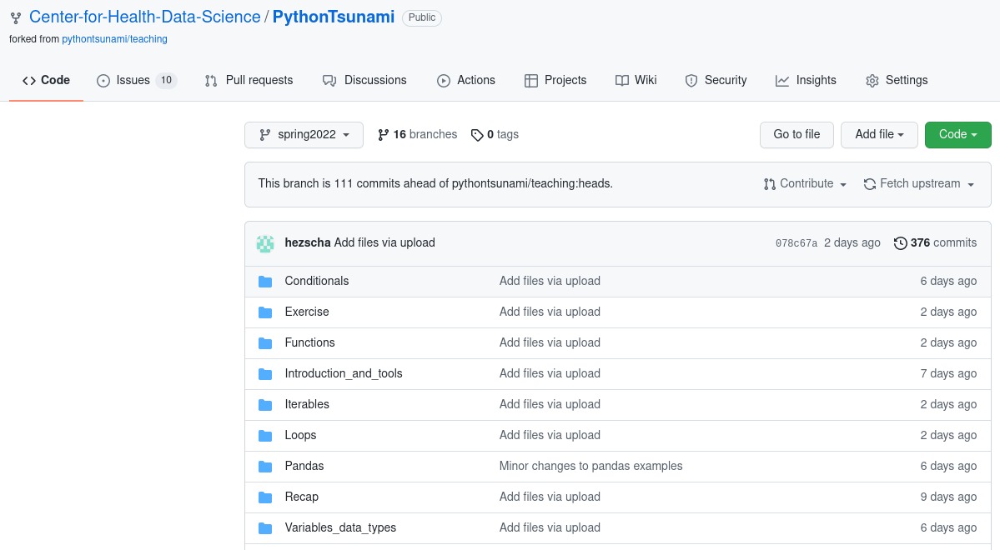 Center-for-Health-Data-Science / PythonTsunami Public
forked from pythontsunami/teaching
Code Issues 10 Pull requests Discussions Actions Projects Wiki Security Insights Settings
spring2022 16 branches 0 tags Go to file Add file Code
This branch is 111 commits ahead of pythontsunami/teaching:heads. Contribute Fetch upstream
hezscha Add files via upload 078c67a 2 days ago 376 commits
Conditionals Add files via upload 6 days ago
Exercise Add files via upload 2 days ago
Functions Add files via upload 2 days ago
Introduction_and_tools Add files via upload 7 days ago
Iterables Add files via upload 2 days ago
Loops Add files via upload 2 days ago
Pandas Minor changes to pandas examples 6 days ago
Recap Add files via upload 9 days ago
Variables_data_types Add files via upload 6 days ago